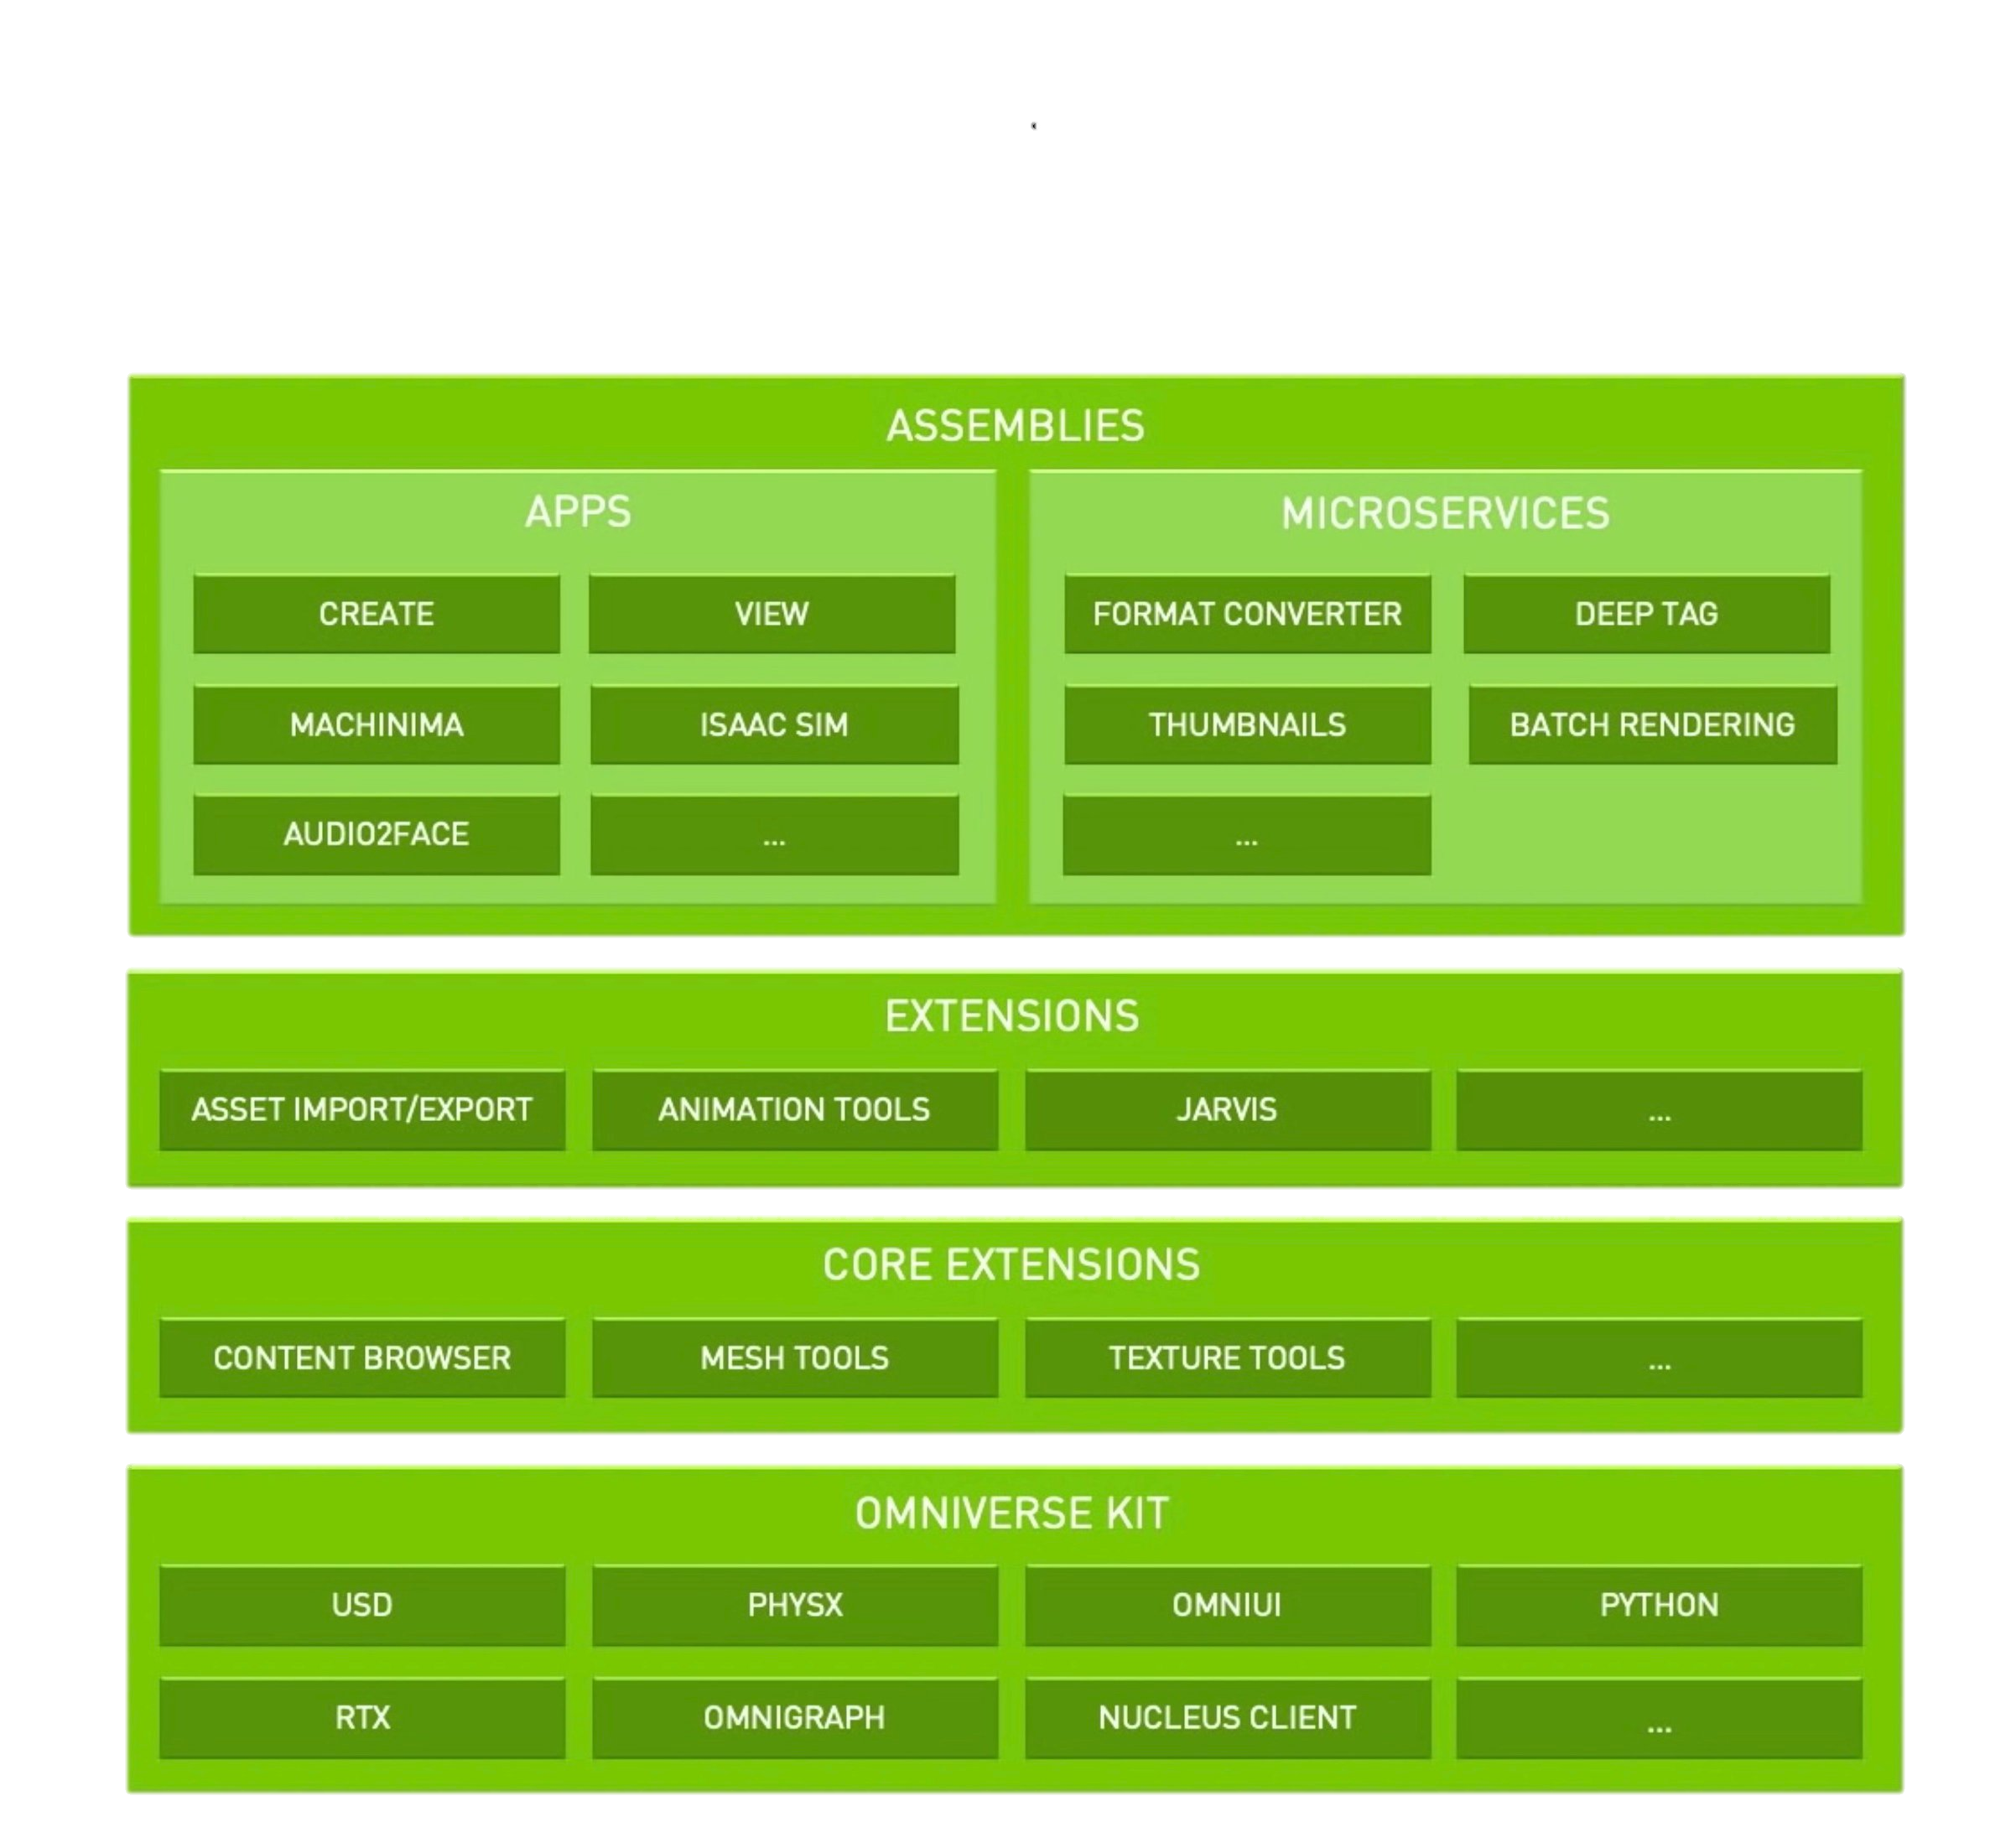 ASSEMBLIES
APPS
CREATE
VIEW
MACHINIMA
ISAAC SIM
AUDIO2FACE
...
MICROSERVICES
FORMAT CONVERTER
DEEP TAG
THUMBNAILS
BATCH RENDERING
...
EXTENSIONS
ASSET IMPORT/EXPORT
ANIMATION TOOLS
JARVIS
...
CORE EXTENSIONS
CONTENT BROWSER
MESH TOOLS
TEXTURE TOOLS
...
OMNIVERSE KIT
USD
PHYSX
OMNIUI
PYTHON
RTX
OMNIGRAPH
NUCLEUS CLIENT
...